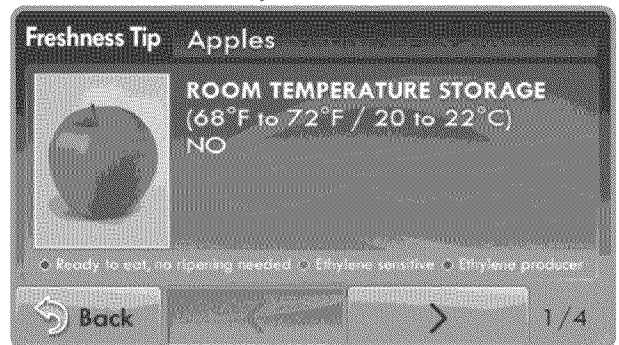 Freshness Tip Apples
ROOM TEMPERATURE STORAGE
(68°F to 72°F / 20 to 22°C)
NO
• Ready to eat, no ripening needed • Ethylene sensitive • Ethylene producer
Back < > 1/4